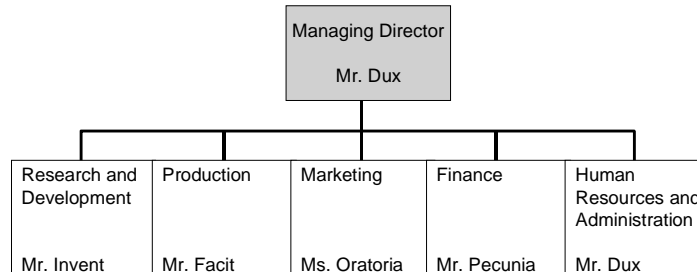 Managing Director
Mr. Dux
Research and
Development
Mr. Invent
Production
Mr. Facit
Marketing
Ms. Oratoria
Finance
Mr. Pecunia
Human
Resources and
Administration
Mr. Dux